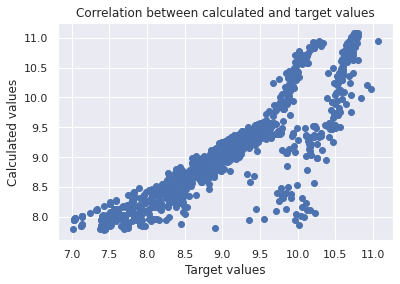 Correlation between calculated and target values
11.0
10.5
10.0
9.5
9.0
8.5
8.0
Calculated values
7.0 7.5 8.0 8.5 9.0 9.5 10.0 10.5 11.0
Target values